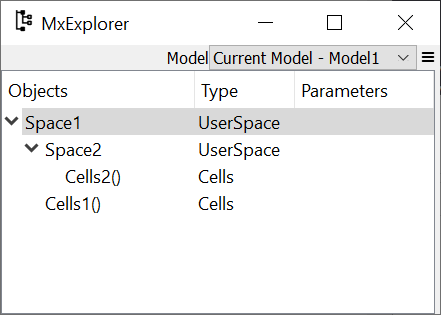 MxExplorer
Model Current Model - Model1
Objects Type Parameters
Space1 UserSpace
Space2 UserSpace
Cells2() Cells
Cells1() Cells